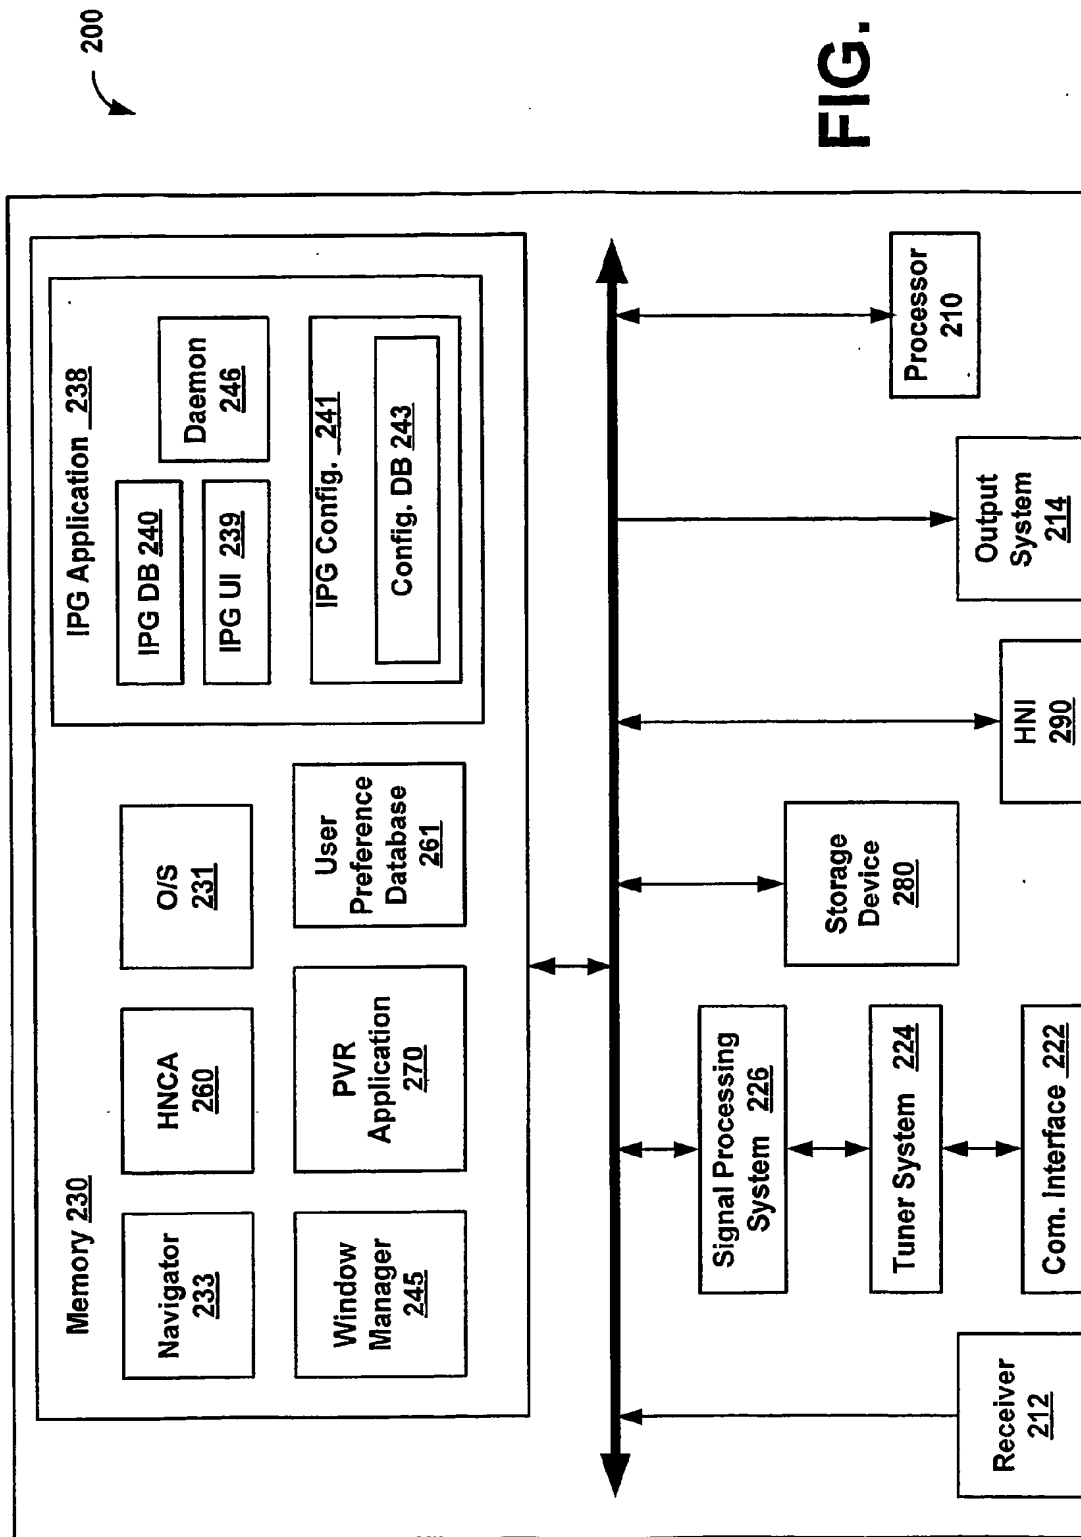 200
Memory 230
Navigator
233
HNCA
260
O/S
231
Window
Manager
245
PVR
Application
270
User
Preference
Database
261
IPG Application 238
IPG DB 240
IPG UI 239
Daemon
246
IPG Config. 241
Config. DB 243
Receiver
212
Signal Processing
System 226
Tuner System 224
Com. Interface 222
Storage
Device
280
HNI
290
Output
System
214
Processor
210
FIG.